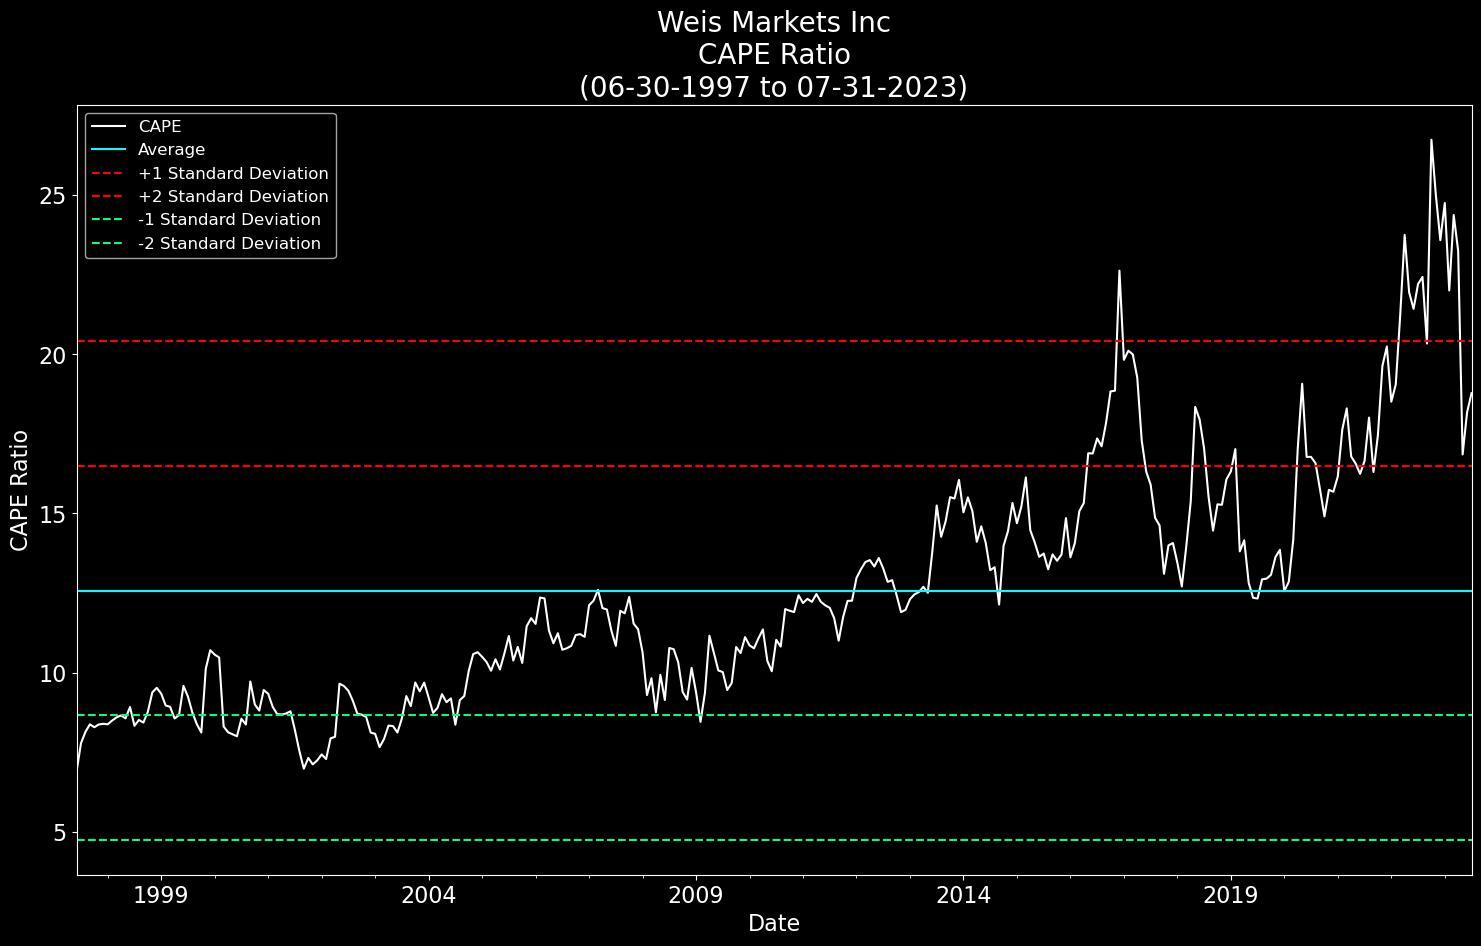 Weis Markets Inc
CAPE Ratio
(06-30-1997 to 07-31-2023)
CAPE
Average
+1 Standard Deviation
+2 Standard Deviation
-1 Standard Deviation
-2 Standard Deviation
CAPE Ratio
25
20
15
10
5
1999
2004
2009
2014
2019
Date